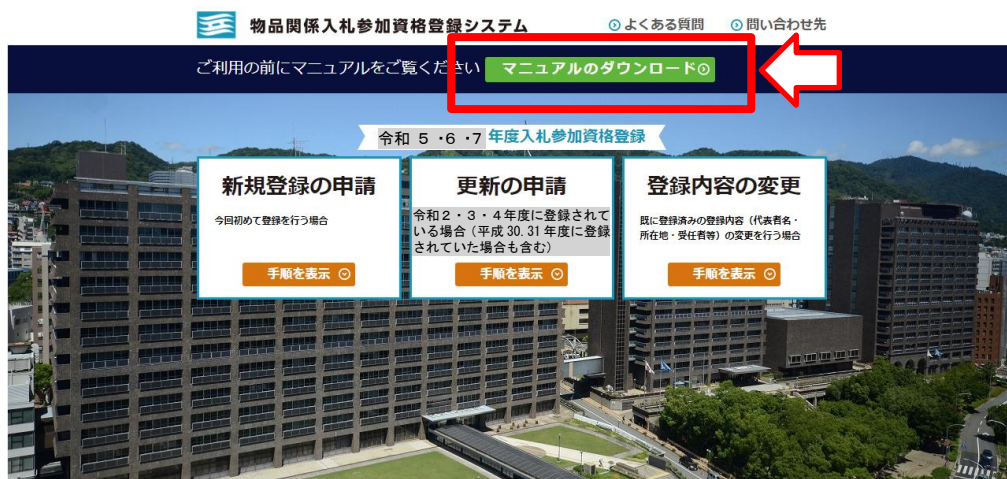 物品関係入札参加資格登録システム
よくある質問
問い合わせ先
ご利用の前にマニュアルをご覧ください
マニュアルのダウンロード
令和 5・6・7年度入札参加資格登録
新規登録の申請
今回初めて登録を行う場合
手順を表示
更新の申請
令和2・3・4年度に登録されて
いる場合(平成30.31年度に登録
されていた場合も含む)
手順を表示
登録内容の変更
既に登録済みの登録内容(代表者名・
所在地・受任者等)の変更を行う場合
手順を表示